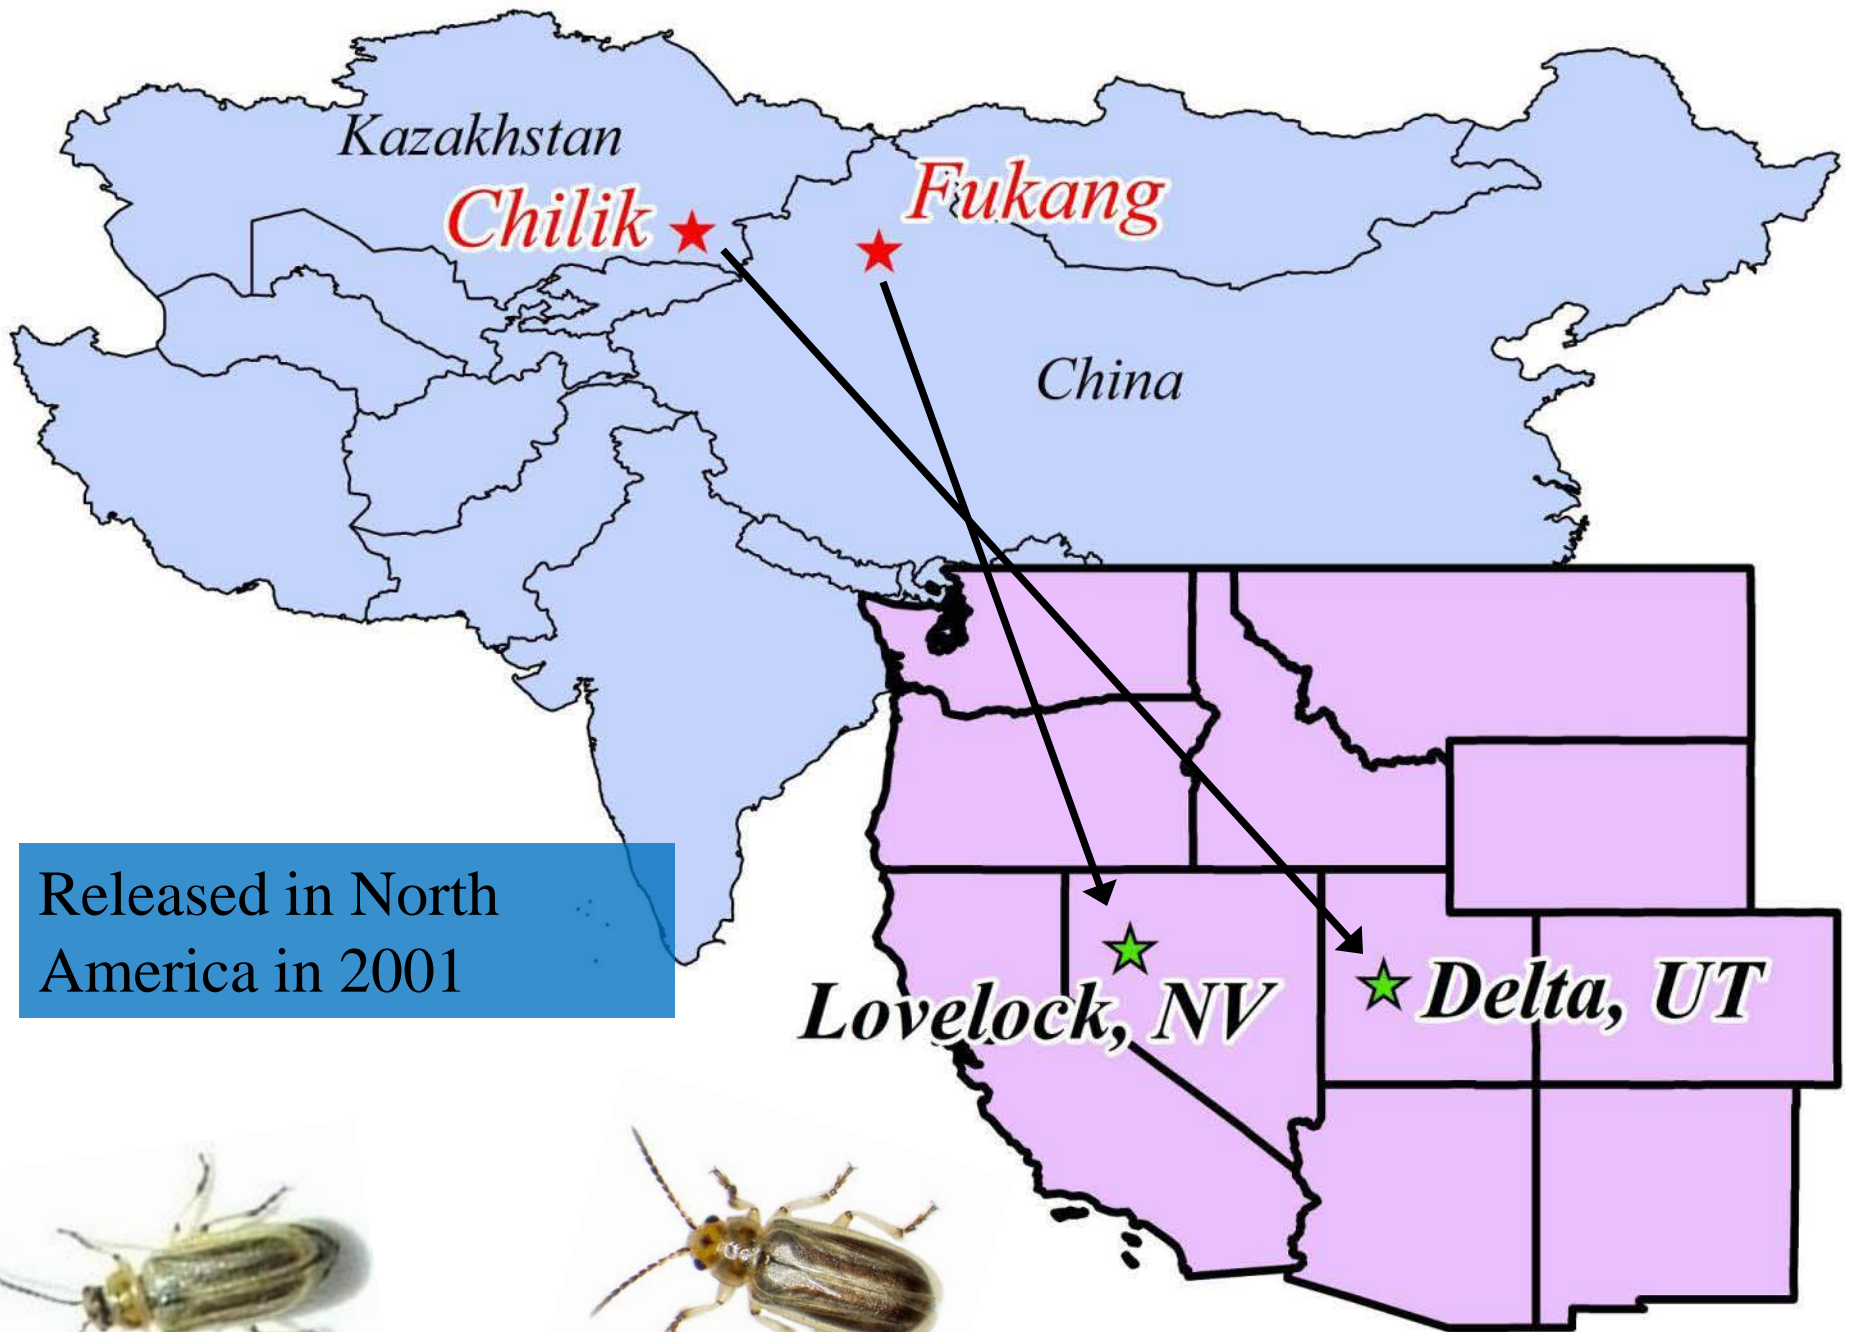 Kazakhstan
Fukang
Chilik
China
Released in North
America in 2001
Delta, UT
Lovelock, NV